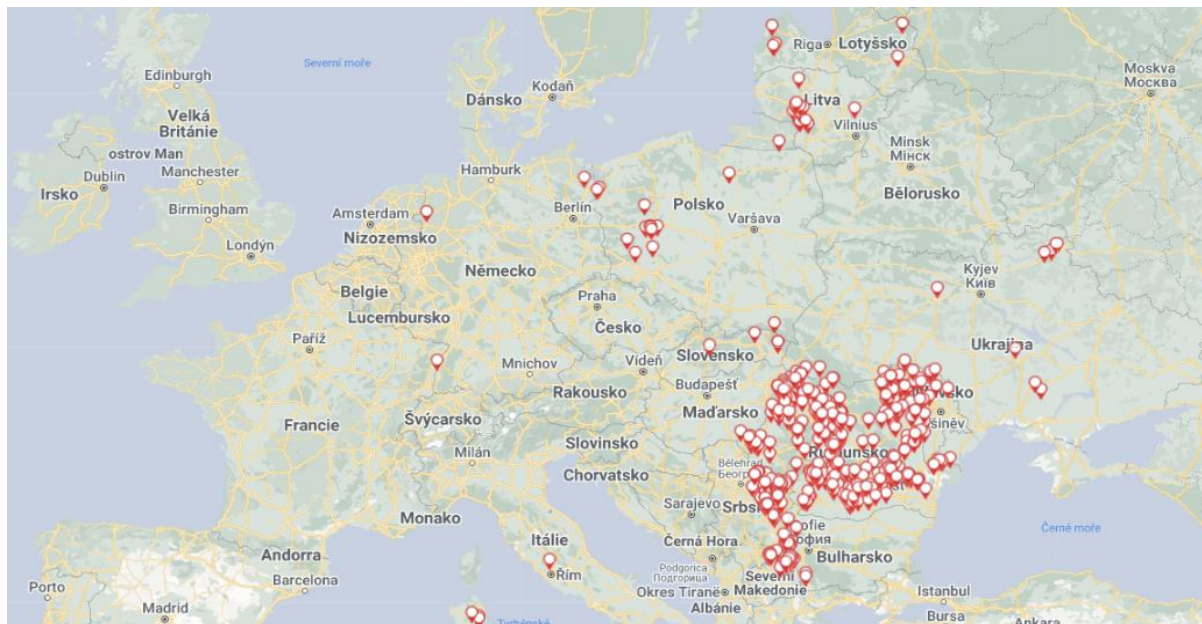 Riga
Lotyšsko
Moskva
Москва
Edinburgh
Severní moře
Kodaň
Dánsko
Litva
Velká
Británie
Vilnius
Minsk
Мінск
ostrov Man
Dublin
Manchester
Irsko
Hamburk
Bělorusko
Birmingham
Amsterdam
Berlín
Polsko
Varšava
Nizozemsko
Londýn
Německo
Kyjev
Київ
Belgie
Praha
Lucembursko
Česko
Paříž
Ukrajina
Mnichov
Vídeň
Slovensko
Rakousko
Budapešť
Maďarsko
Švýcarsko
Francie
Milán
Slovinsko
Chorvatsko
Bělehrad
Sarajevo
Monako
Itálie
Černá Hora
Černé moře
Andorra
Podgorica
Подгорица
Bulharsko
Řím
Severní
Makedonie
Porto
Barcelona
Okres Tirana
Istanbul
Albánie
Madrid
Bursa
Ankara
Tyrhénské